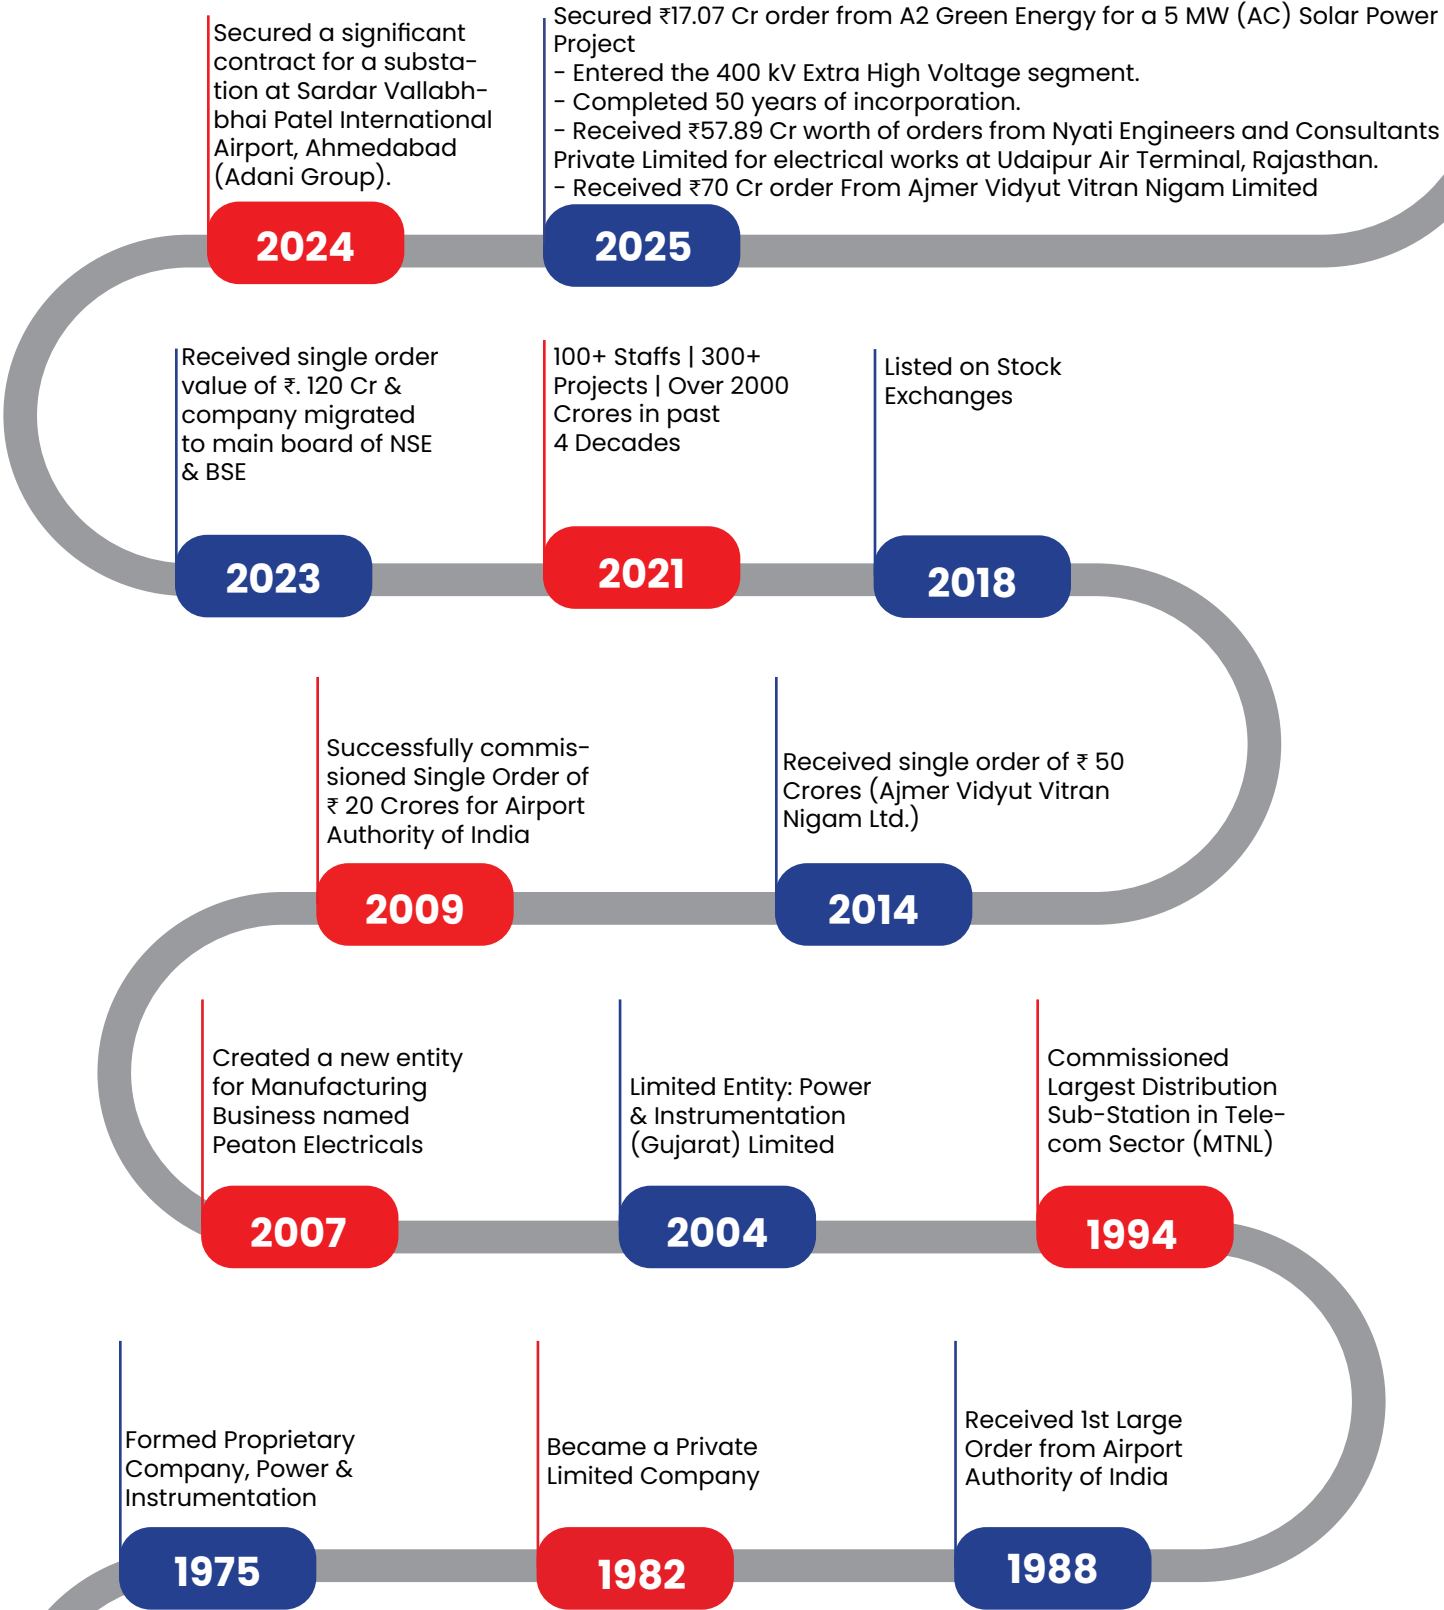 Secured a significant
contract for a substa-
tion at Sardar Vallabh-
bhai Patel International
Airport, Ahmedabad
(Adani Group).
2024
Secured ₹17.07 Cr order from A2 Green Energy for a 5 MW (AC) Solar Power
Project
- Entered the 400 kV Extra High Voltage segment.
- Completed 50 years of incorporation.
- Received ₹57.89 Cr worth of orders from Nyati Engineers and Consultants
Private Limited for electrical works at Udaipur Air Terminal, Rajasthan.
- Received ₹70 Cr order From Ajmer Vidyut Vitran Nigam Limited
2025
Received single order
value of ₹. 120 Cr &
company migrated
to main board of NSE
& BSE
2023
100+ Staffs | 300+
Projects | Over 2000
Crores in past
4 Decades
2021
Listed on Stock
Exchanges
2018
Successfully commis-
sioned Single Order of
₹ 20 Crores for Airport
Authority of India
2009
Received single order of ₹ 50
Crores (Ajmer Vidyut Vitran
Nigam Ltd.)
2014
Created a new entity
for Manufacturing
Business named
Peaton Electricals
2007
Limited Entity: Power
& Instrumentation
(Gujarat) Limited
2004
Commissioned
Largest Distribution
Sub-Station in Tele-
com Sector (MTNL)
1994
Formed Proprietary
Company, Power &
Instrumentation
1975
Became a Private
Limited Company
1982
Received 1st Large
Order from Airport
Authority of India
1988